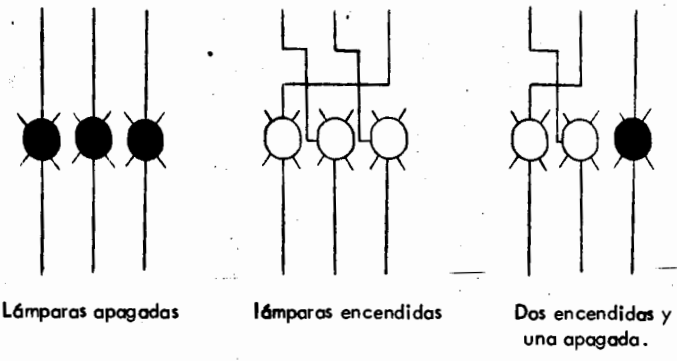 Lámparas apagadas
lámparas encendidas
Dos encendidas y
una apagada.